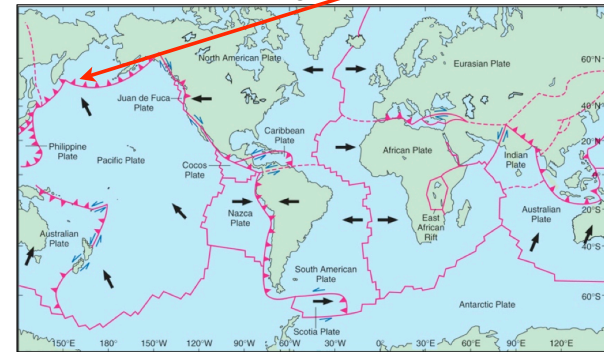 North American Plate
Eurasian Plate
60°N
Juan de Fuca
Plate
40°N
Caribbean
Plate
Philippine
Plate
Pacific Plate
Cocos
Plate
African Plate
Indian
Plate
20°N
0°
Nazca
Plate
Australian
Plate
East
African
Rift
Australian
Plate
20°S
40°S
South American
Plate
Antarctic Plate
60°S
Scotia Plate
150°E
180°
150°W
120°W
90°W
60°W
30°W
0°
30°E
60°E
90°E
120°E